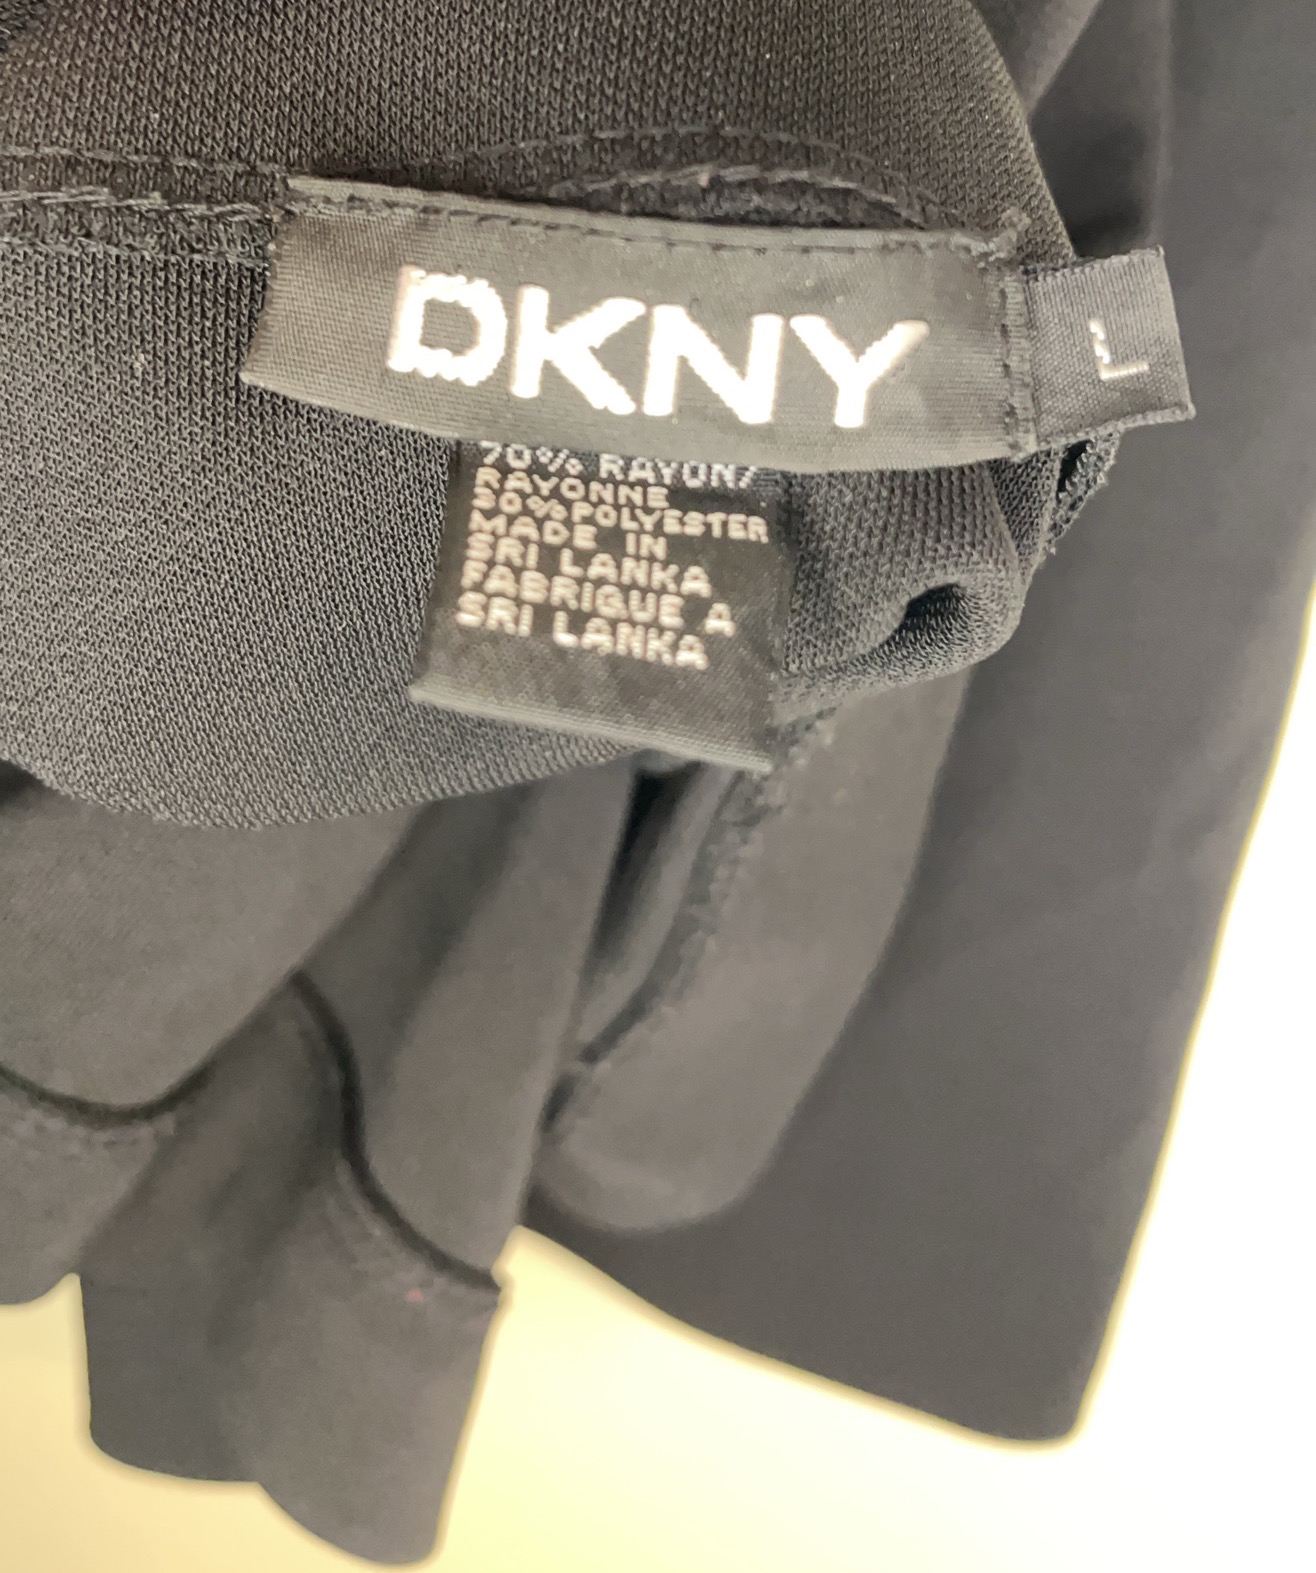 DKNY
L
70% RAYON/
RAYONNE
30%POLYESTER
MADE IN
SRI LANKA
FABRIQUE A
SRI LANKA